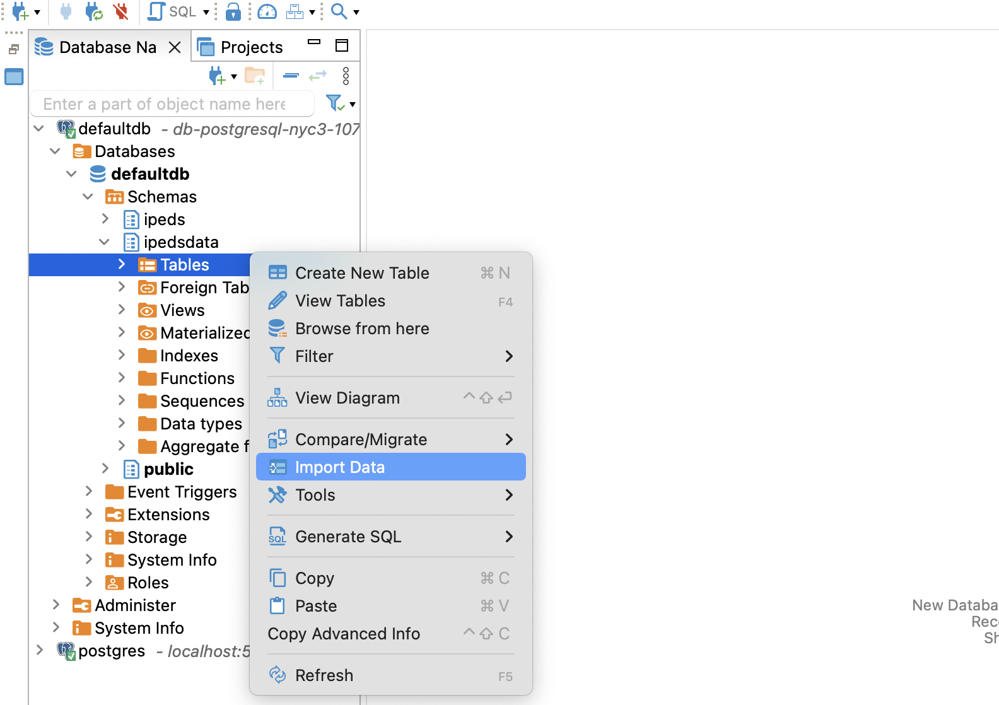 SQL
Database Na
Projects
Enter a part of object name here
defaultdb - db-postgresql-nyc3-107
Databases
defaultdb
Schemas
ipeds
ipedsdata
Tables
Foreign Tab
Views
Materialized
Indexes
Functions
Sequences
Data types
Aggregate f
public
Event Triggers
Extensions
Storage
System Info
Roles
Administer
System Info
postgres - localhost:5
Create New Table ⌘ N
View Tables F4
Browse from here
Filter
View Diagram ^⇧↩
Compare/Migrate
Import Data
Tools
Generate SQL
SQL
Copy ⌘ C
Paste ⌘ V
Copy Advanced Info ^⇧ C
Refresh F5
New Databa
Rec
Sh